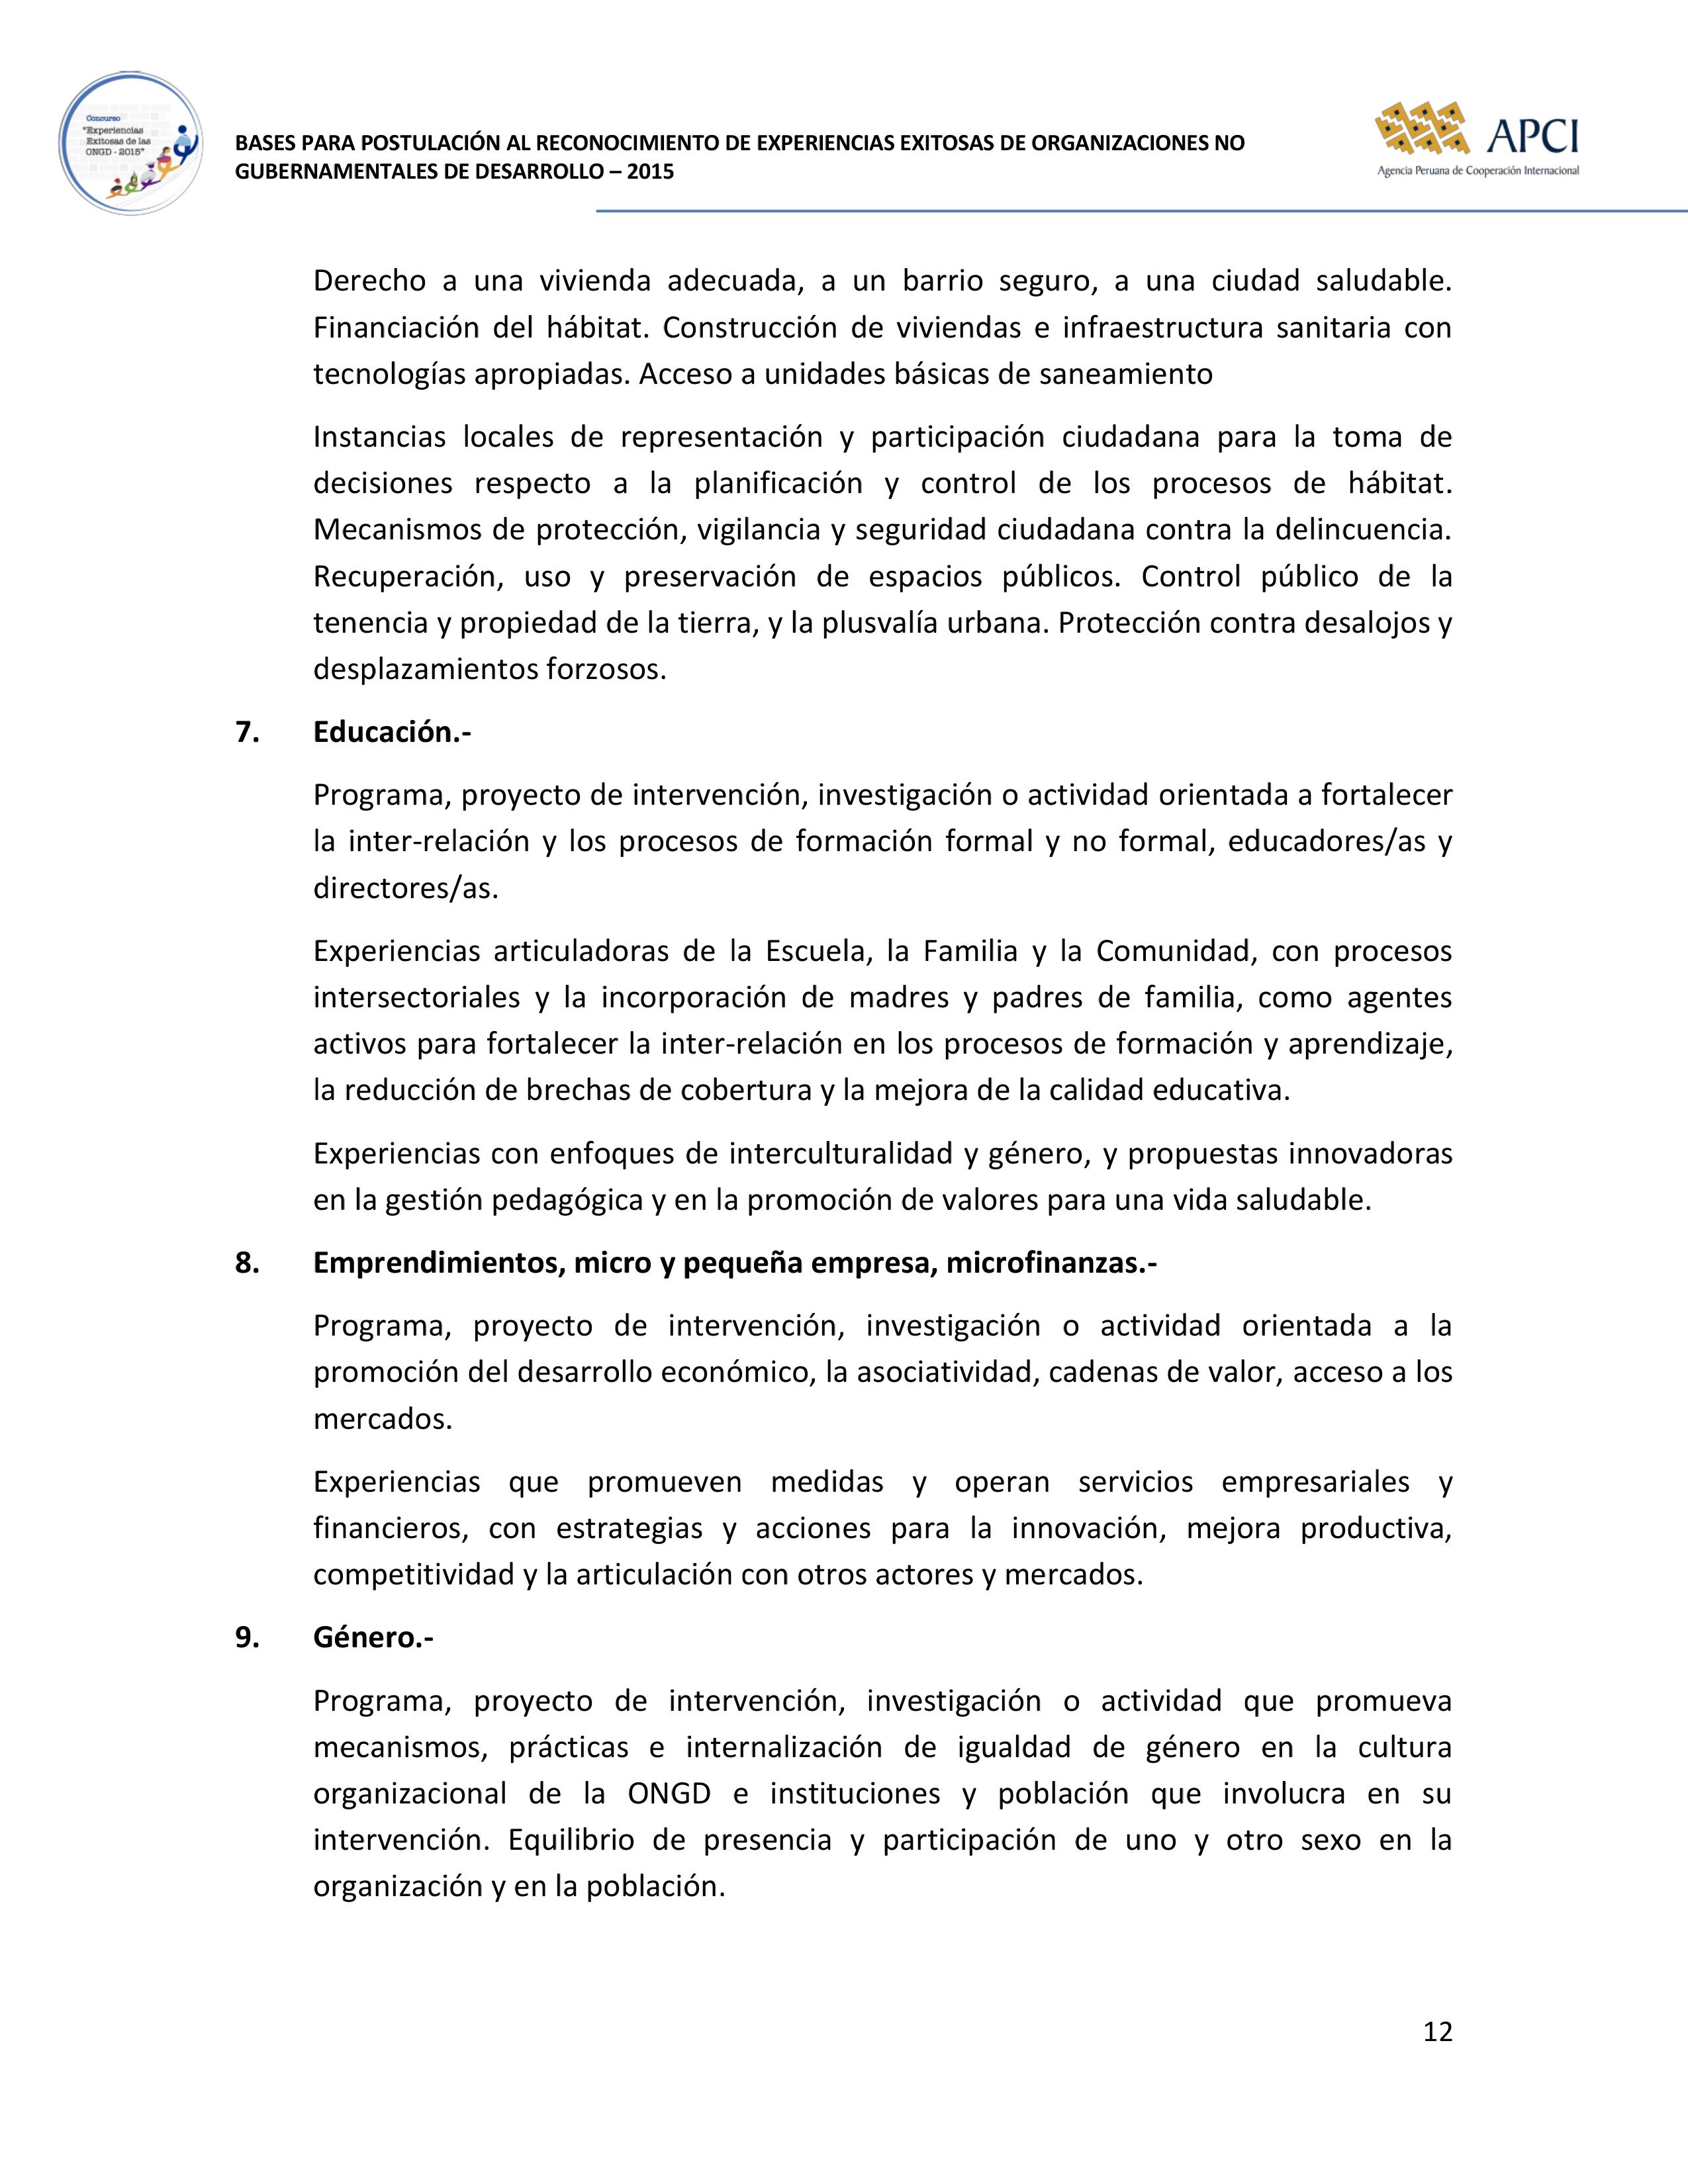 Concurso
"Experiencias
Exitosas de las
ONGD - 2015"
BASES PARA POSTULACIÓN AL RECONOCIMIENTO DE EXPERIENCIAS EXITOSAS DE ORGANIZACIONES NO
GUBERNAMENTALES DE DESARROLLO – 2015
APCI
Agencia Peruana de Cooperación Internacional
Derecho a una vivienda adecuada, a un barrio seguro, a una ciudad saludable.
Financiación del hábitat. Construcción de viviendas e infraestructura sanitaria con
tecnologías apropiadas. Acceso a unidades básicas de saneamiento
Instancias locales de representación y participación ciudadana para la toma de
decisiones respecto a la planificación y control de los procesos de hábitat.
Mecanismos de protección, vigilancia y seguridad ciudadana contra la delincuencia.
Recuperación, uso y preservación de espacios públicos. Control público de la
tenencia y propiedad de la tierra, y la plusvalía urbana. Protección contra desalojos y
desplazamientos forzosos.
7. Educación.-
Programa, proyecto de intervención, investigación o actividad orientada a fortalecer
la inter-relación y los procesos de formación formal y no formal, educadores/as y
directores/as.
Experiencias articuladoras de la Escuela, la Familia y la Comunidad, con procesos
intersectoriales y la incorporación de madres y padres de familia, como agentes
activos para fortalecer la inter-relación en los procesos de formación y aprendizaje,
la reducción de brechas de cobertura y la mejora de la calidad educativa.
Experiencias con enfoques de interculturalidad y género, y propuestas innovadoras
en la gestión pedagógica y en la promoción de valores para una vida saludable.
8. Emprendimientos, micro y pequeña empresa, microfinanzas.-
Programa, proyecto de intervención, investigación o actividad orientada a la
promoción del desarrollo económico, la asociatividad, cadenas de valor, acceso a los
mercados.
Experiencias que promueven medidas y operan servicios empresariales y
financieros, con estrategias y acciones para la innovación, mejora productiva,
competitividad y la articulación con otros actores y mercados.
9. Género.-
Programa, proyecto de intervención, investigación o actividad que promueva
mecanismos, prácticas e internalización de igualdad de género en la cultura
organizacional de la ONGD e instituciones y población que involucra en su
intervención. Equilibrio de presencia y participación de uno y otro sexo en la
organización y en la población.
12